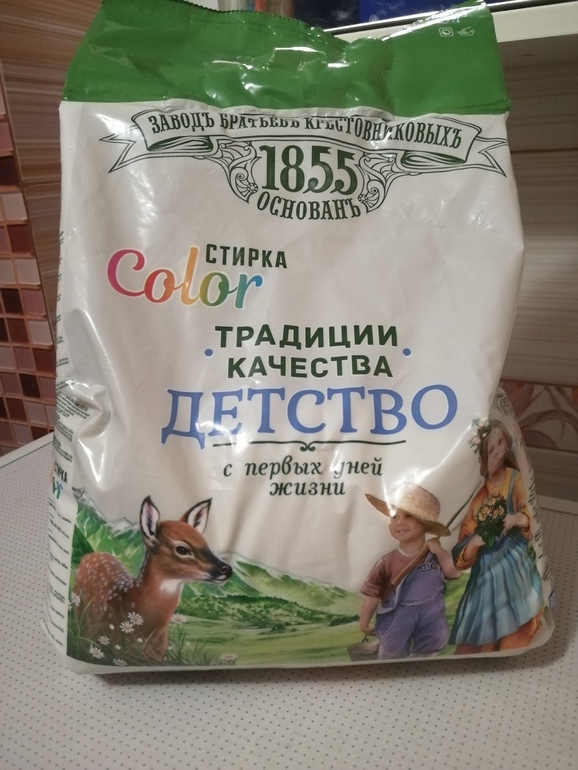 ЗАВОДЪ БРАТЬЕВЪ КРЕСТОВНИКОВЫХЪ
1855
ОСНОВАНЪ
СТИРКА
Color
ТРАДИЦИИ
КАЧЕСТВА
ДЕТСТВО
с первых дней
жизни